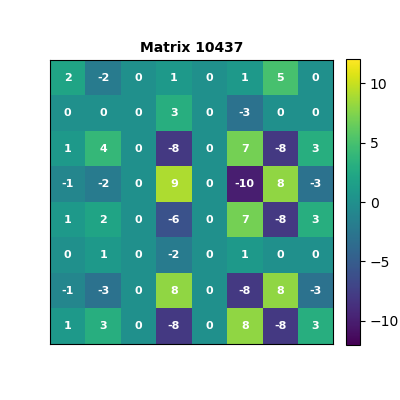 Matrix 10437
2 -2 0 1 0 1 5 0
0 0 0 3 0 -3 0 0
1 4 0 -8 0 7 -8 3
-1 -2 0 9 0 -10 8 -3
1 2 0 -6 0 7 -8 3
0 1 0 -2 0 1 0 0
-1 -3 0 8 0 -8 8 -3
1 3 0 -8 0 8 -8 3
10
5
0
−5
−10